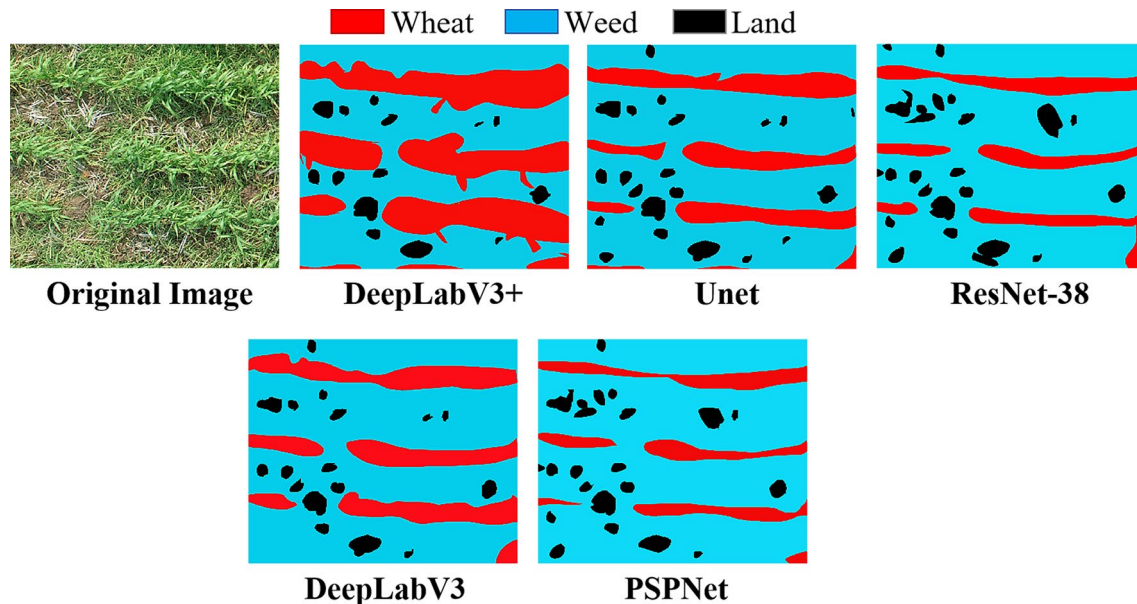 Wheat Weed Land
Original Image DeepLabV3+ Unet ResNet-38
DeepLabV3 PSPNet